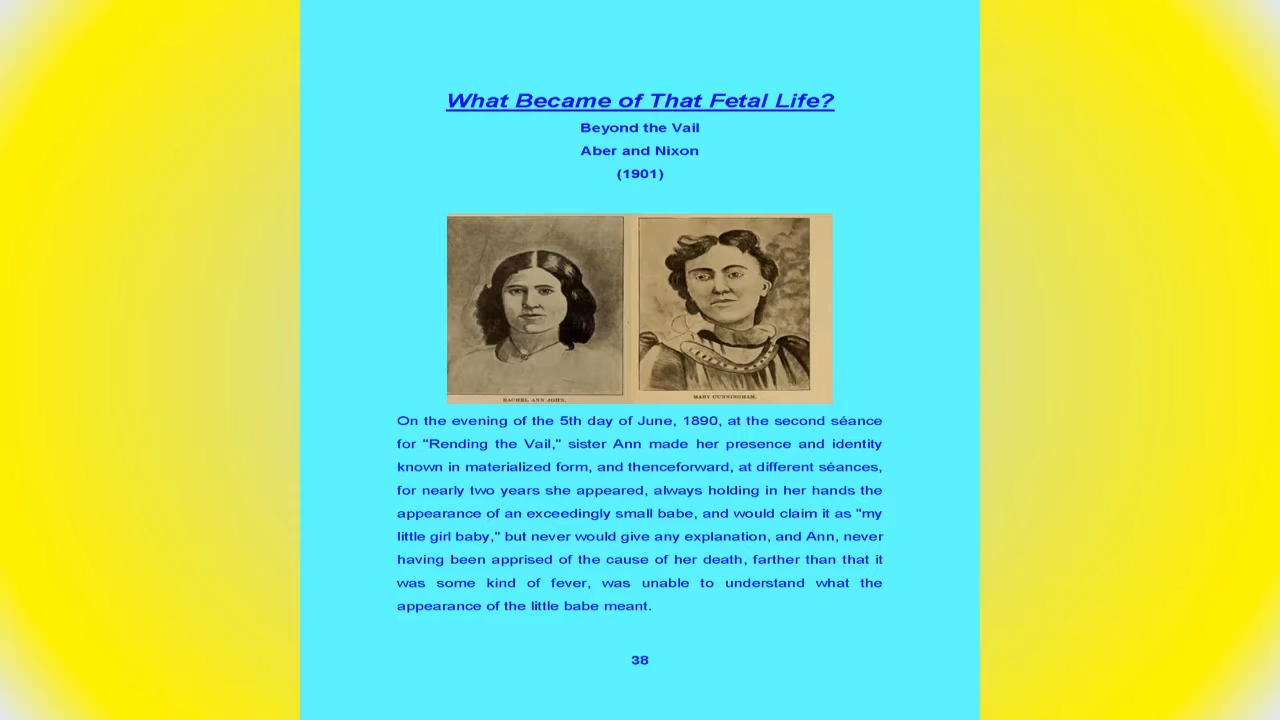 What Became of That Fetal Life?
Beyond the Vail
Aber and Nixon
(1901)
RACHEL ANN JOHN.
MARY CUNNINGHAM.
On the evening of the 5th day of June, 1890, at the second séance
for "Rending the Vail," sister Ann made her presence and identity
known in materialized form, and thenceforward, at different séances,
for nearly two years she appeared, always holding in her hands the
appearance of an exceedingly small babe, and would claim it as "my
little girl baby," but never would give any explanation, and Ann, never
having been apprised of the cause of her death, farther than that it
was some kind of fever, was unable to understand what the
appearance of the little babe meant.
38